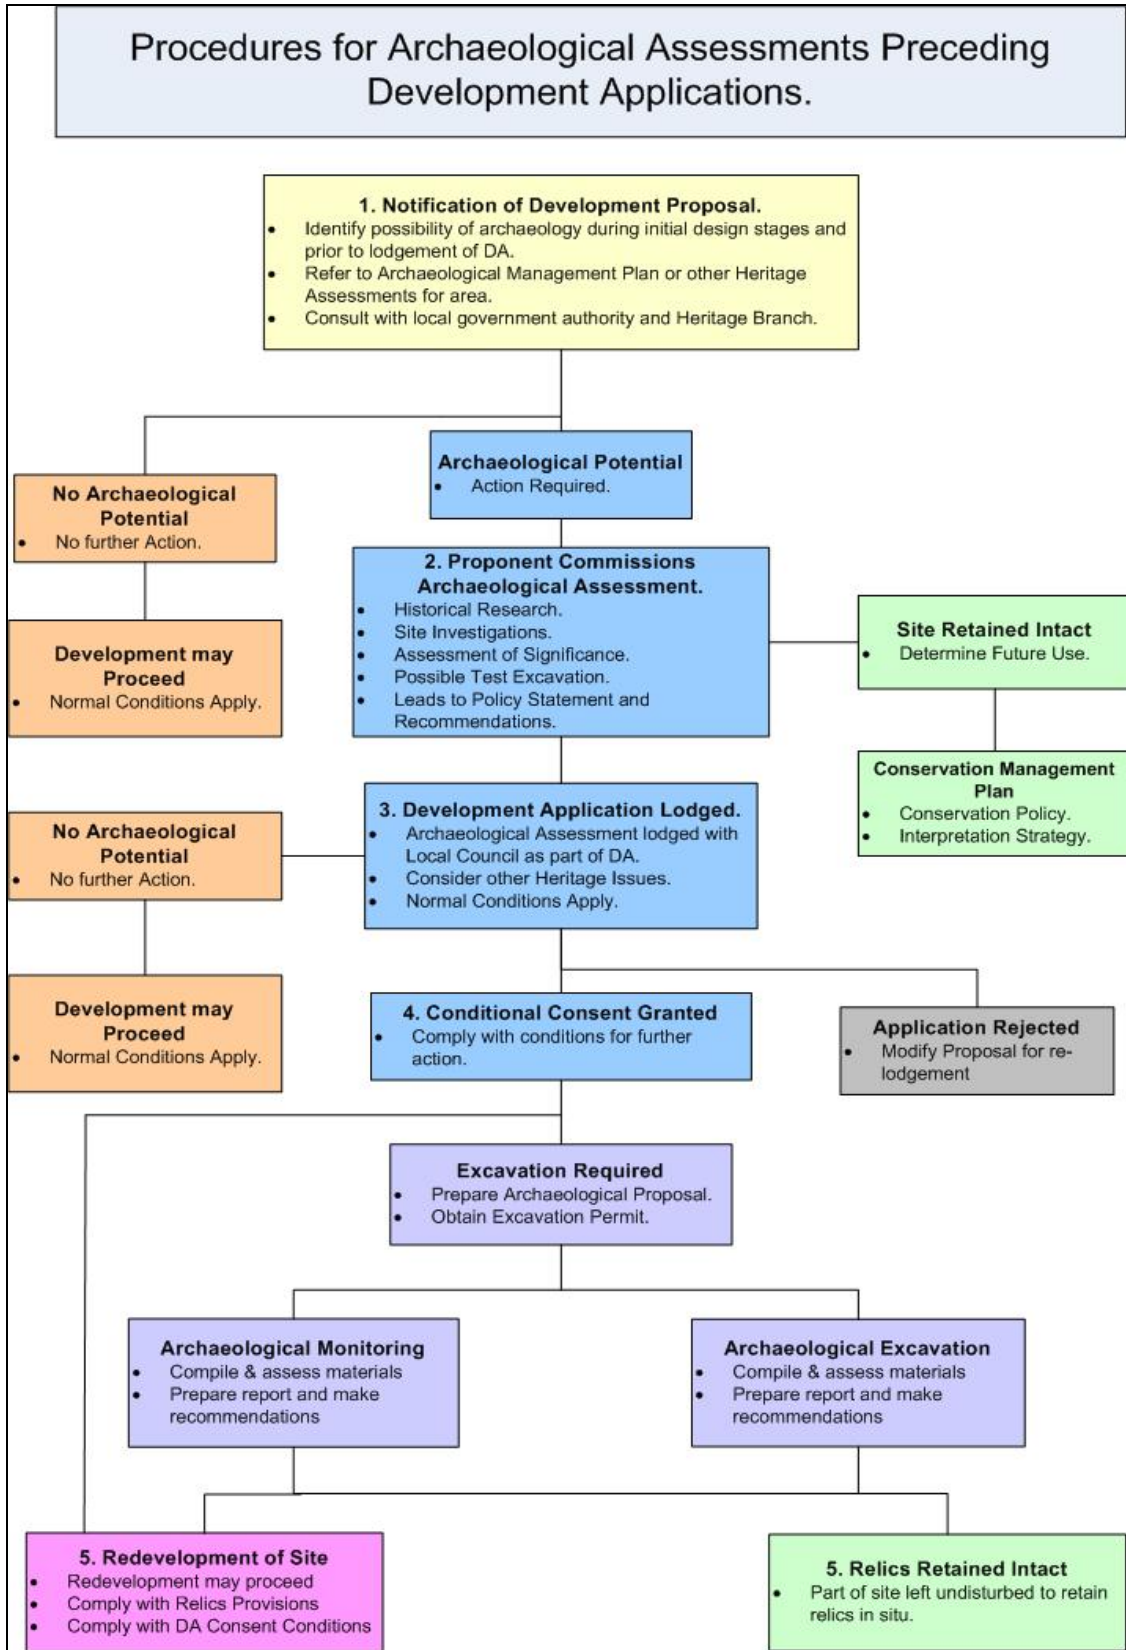 Procedures for Archaeological Assessments Preceding
Development Applications.
1. Notification of Development Proposal.
• Identify possibility of archaeology during initial design stages and
prior to lodgement of DA.
• Refer to Archaeological Management Plan or other Heritage
Assessments for area.
• Consult with local government authority and Heritage Branch.
Archaeological Potential
• Action Required.
No Archaeological
Potential
• No further Action.
2. Proponent Commissions
Archaeological Assessment.
• Historical Research.
• Site Investigations.
• Assessment of Significance.
• Possible Test Excavation.
• Leads to Policy Statement and
Recommendations.
Site Retained Intact
• Determine Future Use.
Development may
Proceed
• Normal Conditions Apply.
Conservation Management
Plan
• Conservation Policy.
• Interpretation Strategy.
3. Development Application Lodged.
• Archaeological Assessment lodged with
Local Council as part of DA.
• Consider other Heritage Issues.
• Normal Conditions Apply.
No Archaeological
Potential
• No further Action.
Development may
Proceed
• Normal Conditions Apply.
4. Conditional Consent Granted
• Comply with conditions for further
action.
Application Rejected
• Modify Proposal for re-
lodgement
Excavation Required
• Prepare Archaeological Proposal.
• Obtain Excavation Permit.
Archaeological Monitoring
• Compile & assess materials
• Prepare report and make
recommendations
Archaeological Excavation
• Compile & assess materials
• Prepare report and make
recommendations
5. Redevelopment of Site
• Redevelopment may proceed
• Comply with Relics Provisions
• Comply with DA Consent Conditions
5. Relics Retained Intact
• Part of site left undisturbed to retain
relics in situ.